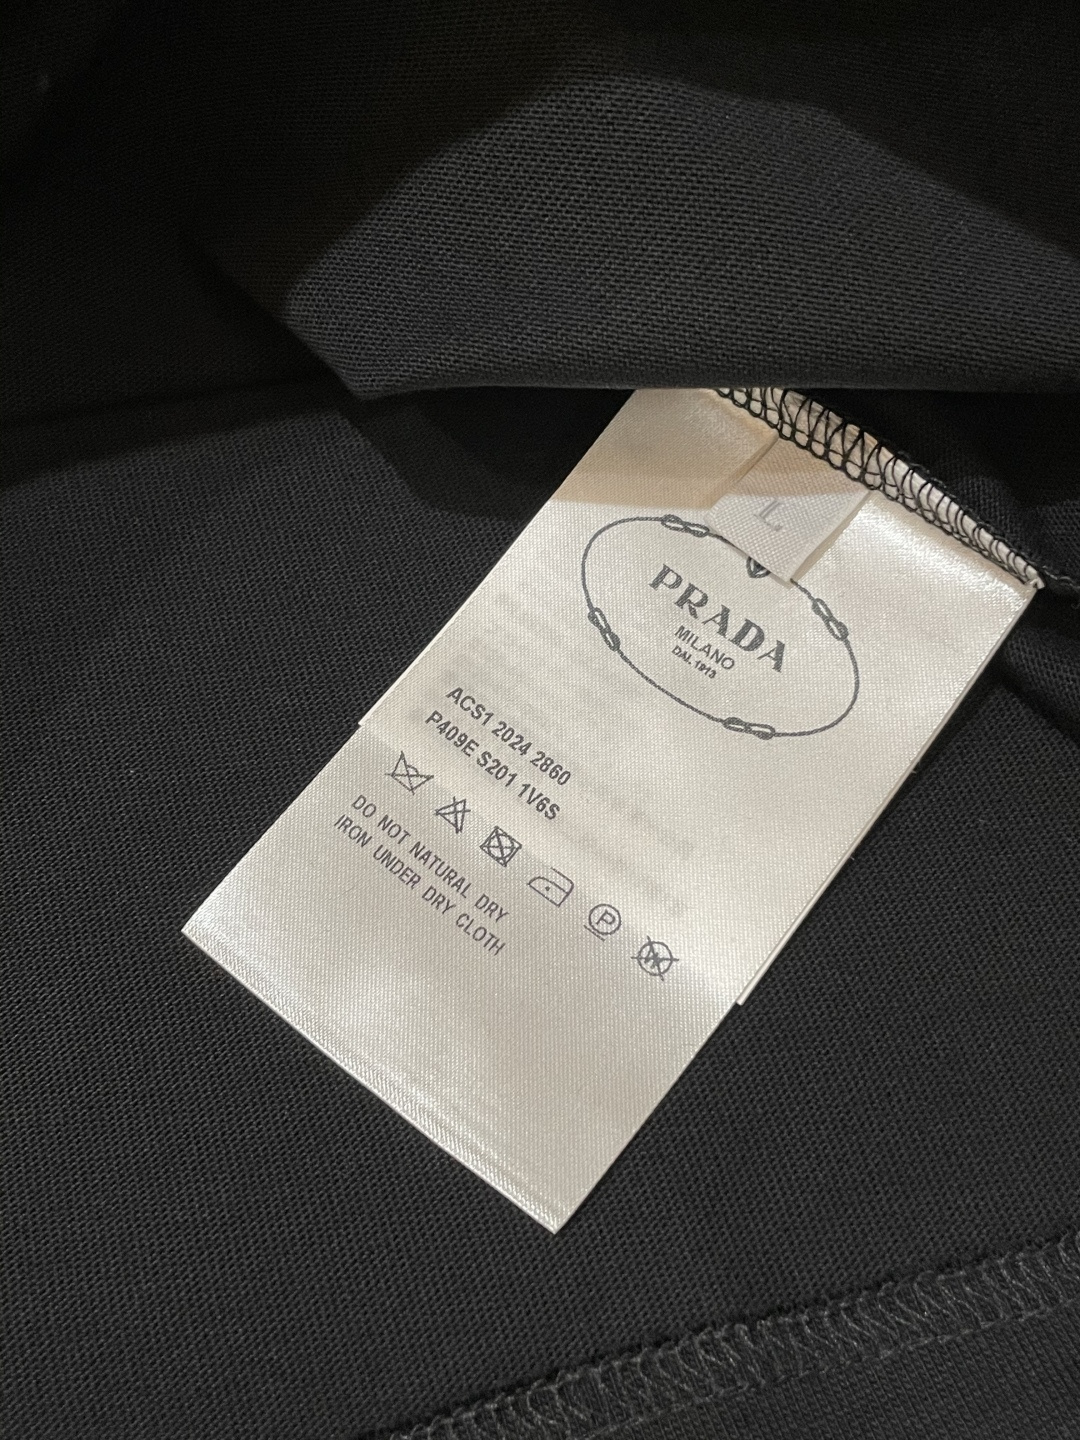 L
PRADA
MILANO
DAL 1913
ACS1 2024 2860
P409E S201 1V6S
P
W
DO NOT NATURAL DRY
IRON UNDER DRY CLOTH